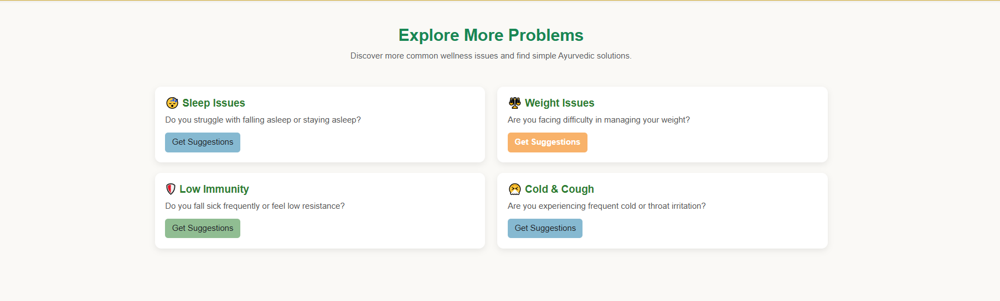 Explore More Problems
Discover more common wellness issues and find simple Ayurvedic solutions.
Sleep Issues
Do you struggle with falling asleep or staying asleep?
Get Suggestions
Weight Issues
Are you facing difficulty in managing your weight?
Get Suggestions
Low Immunity
Do you fall sick frequently or feel low resistance?
Get Suggestions
Cold & Cough
Are you experiencing frequent cold or throat irritation?
Get Suggestions